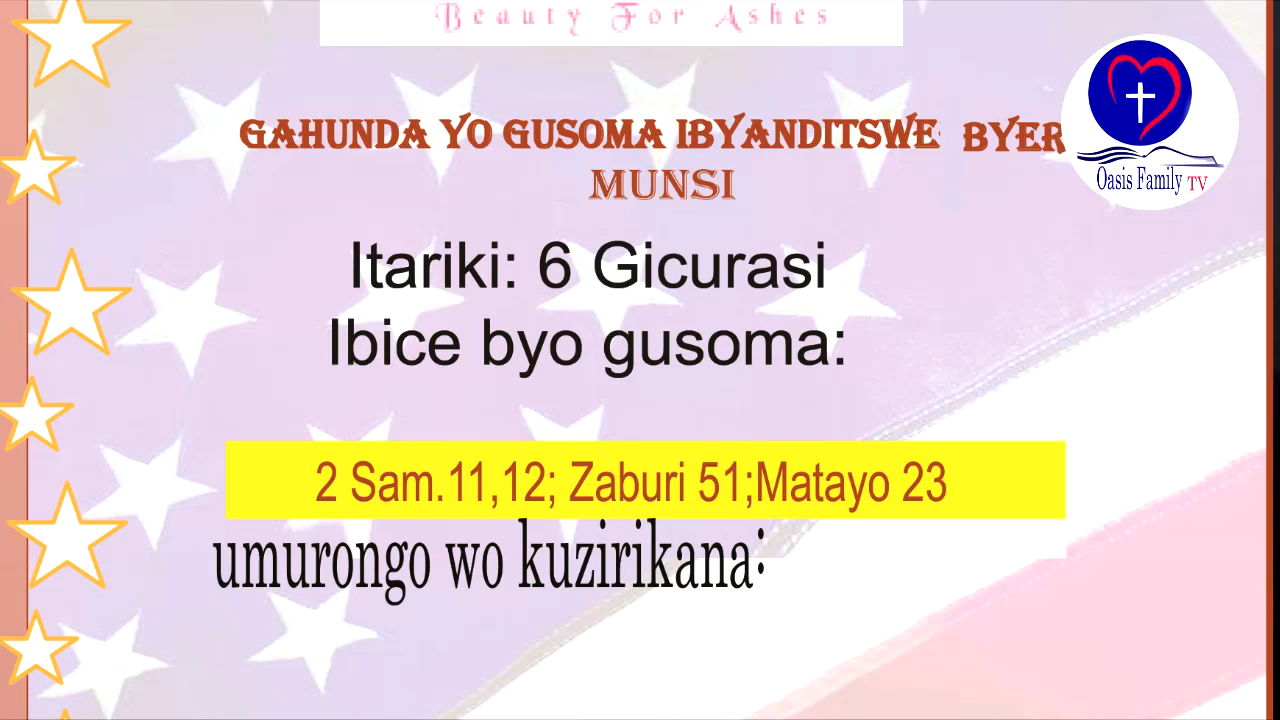 Beauty For Ashes
GAHUNDA YO GUSOMA IBYANDITSWE BYER
MUNSI
Oasis Family TV
Itariki: 6 Gicurasi
Ibice byo gusoma:
2 Sam.11,12; Zaburi 51;Matayo 23
umurongo wo kuzirikana: